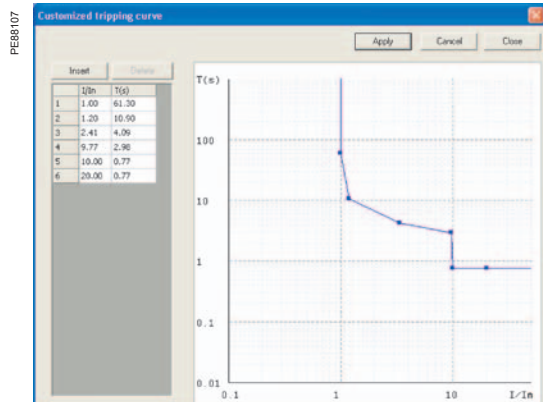 PE88107
Customized tripping curve
Apply Cancel Close
Insert Delete
I/In T(s)
1 1.00 61.30
2 1.20 10.90
3 2.41 4.09
4 9.77 2.98
5 10.00 0.77
6 20.00 0.77
T(s)
100
10
1
0.1
0.01
0.1 1 10 I/In